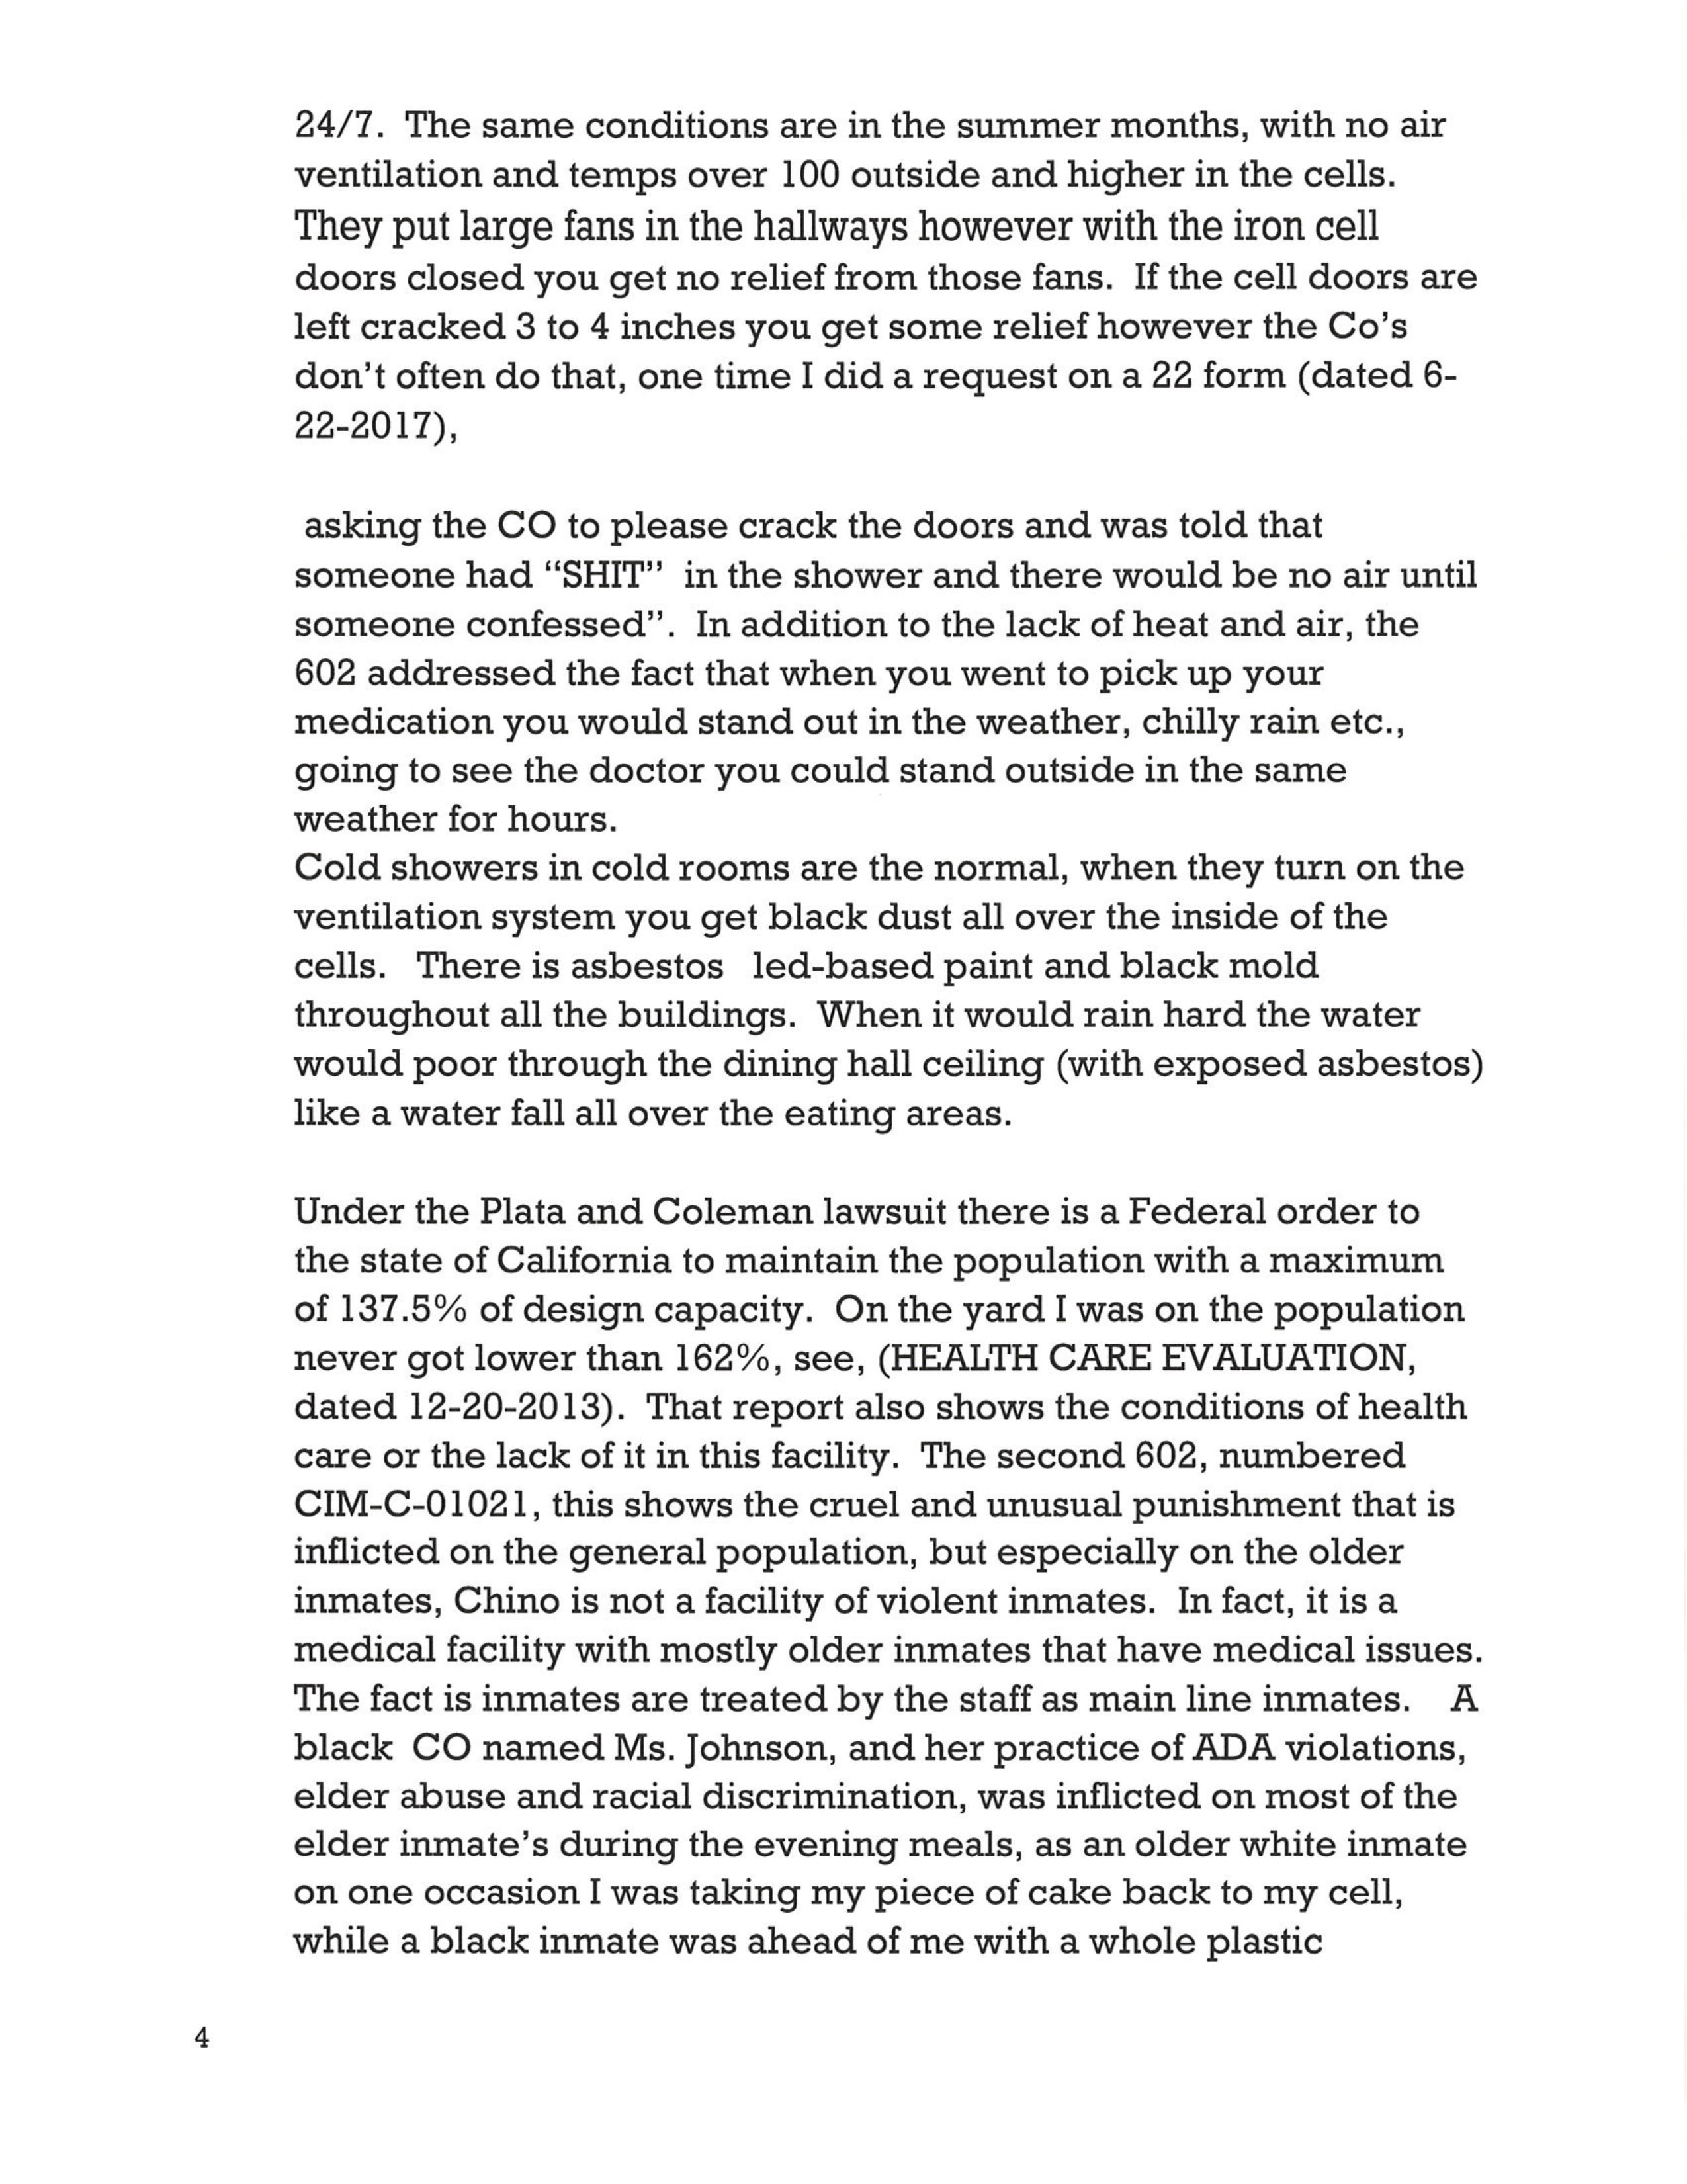 24/7.  The same conditions are in the summer months, with no air
ventilation and temps over 100 outside and higher in the cells.
They put large fans in the hallways however with the iron cell
doors closed you get no relief from those fans.  If the cell doors are
left cracked 3 to 4 inches you get some relief however the Co's
don't often do that, one time I did a request on a 22 form (dated 6-
22-2017),
asking the CO to please crack the doors and was told that
someone had "SHIT"  in the shower and there would be no air until
someone confessed".  In addition to the lack of heat and air, the
602 addressed the fact that when you went to pick up your
medication you would stand out in the weather, chilly rain etc.,
going to see the doctor you could stand outside in the same
weather for hours.
Cold showers in cold rooms are the normal, when they turn on the
ventilation system you get black dust all over the inside of the
cells.   There is asbestos   led-based paint and black mold
throughout all the buildings.  When it would rain hard the water
would poor through the dining hall ceiling (with exposed asbestos)
like a water fall all over the eating areas.
Under the Plata and Coleman lawsuit there is a Federal order to
the state of California to maintain the population with a maximum
of 137.5% of design capacity.  On the yard I was on the population
never got lower than 162%, see, (HEALTH CARE EVALUATION,
dated 12-20-2013).  That report also shows the conditions of health
care or the lack of it in this facility.  The second 602, numbered
CIM-C-01021, this shows the cruel and unusual punishment that is
inflicted on the general population, but especially on the older
inmates, Chino is not a facility of violent inmates.  In fact, it is a
medical facility with mostly older inmates that have medical issues.
The fact is inmates are treated by the staff as main line inmates.   A
black  CO named Ms. Johnson, and her practice of ADA violations,
elder abuse and racial discrimination, was inflicted on most of the
elder inmate's during the evening meals, as an older white inmate
on one occasion I was taking my piece of cake back to my cell,
while a black inmate was ahead of me with a whole plastic
4